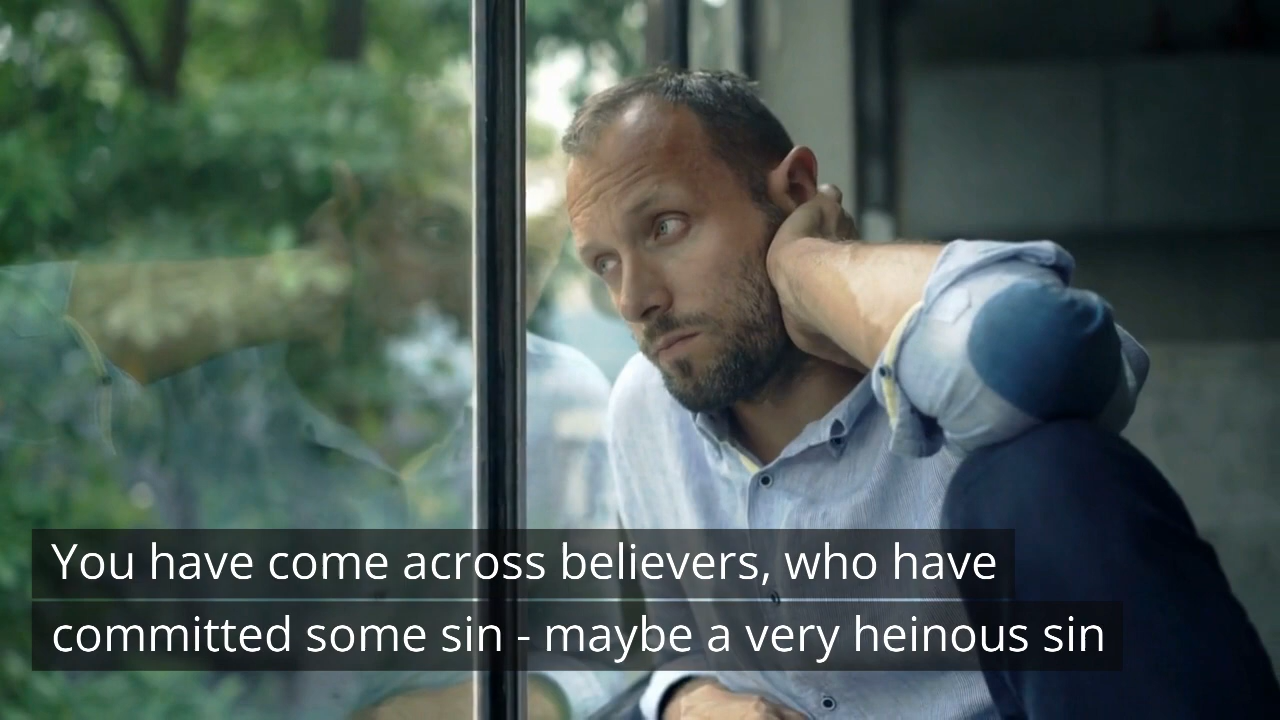 You have come across believers, who have
committed some sin - maybe a very heinous sin